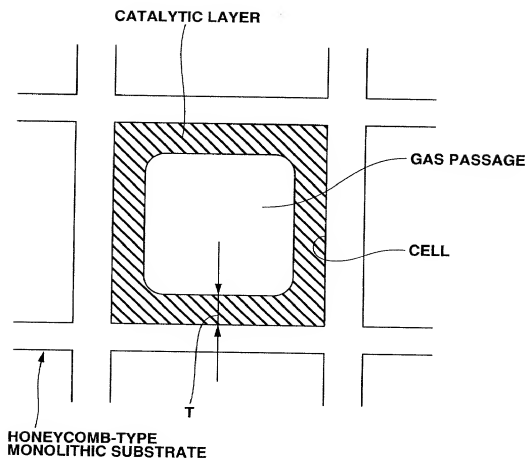 CATALYTIC LAYER
GAS PASSAGE
CELL
T
HONEYCOMB-TYPE
MONOLITHIC SUBSTRATE